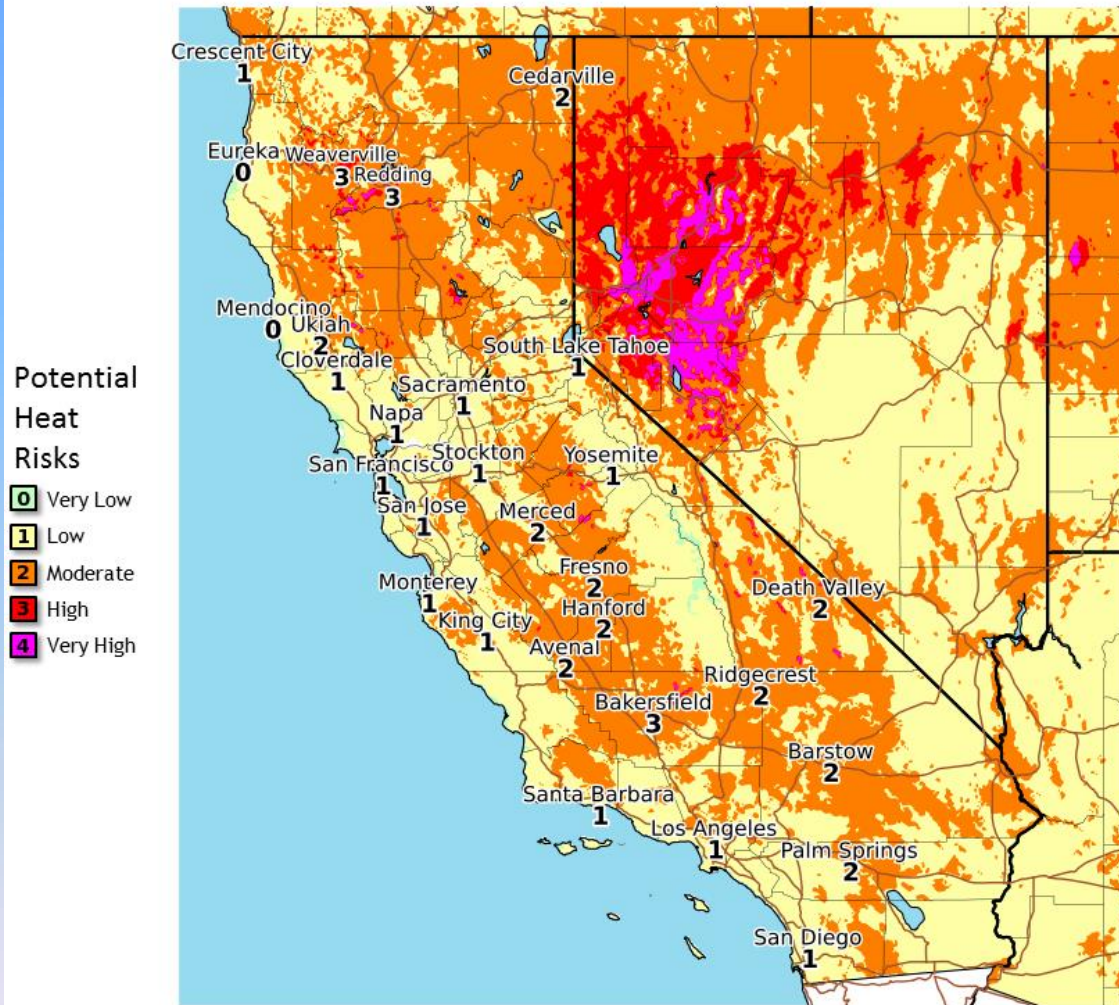 Crescent City
1
Cedarville
2
Eureka
0
Weaverville
3
Redding
3
Mendocino
0
Ukiah
2
Cloverdale
1
South Lake Tahoe
1
Sacramento
1
Napa
1
San Francisco
1
Stockton
1
Yosemite
1
San Jose
1
Merced
2
Fresno
2
Death Valley
2
Monterey
1
Hanford
2
King City
1
Avenal
2
Ridgecrest
2
Bakersfield
3
Barstow
2
Santa Barbara
1
Los Angeles
1
Palm Springs
2
San Diego
1
Potential
Heat
Risks
0 Very Low
1 Low
2 Moderate
3 High
4 Very High